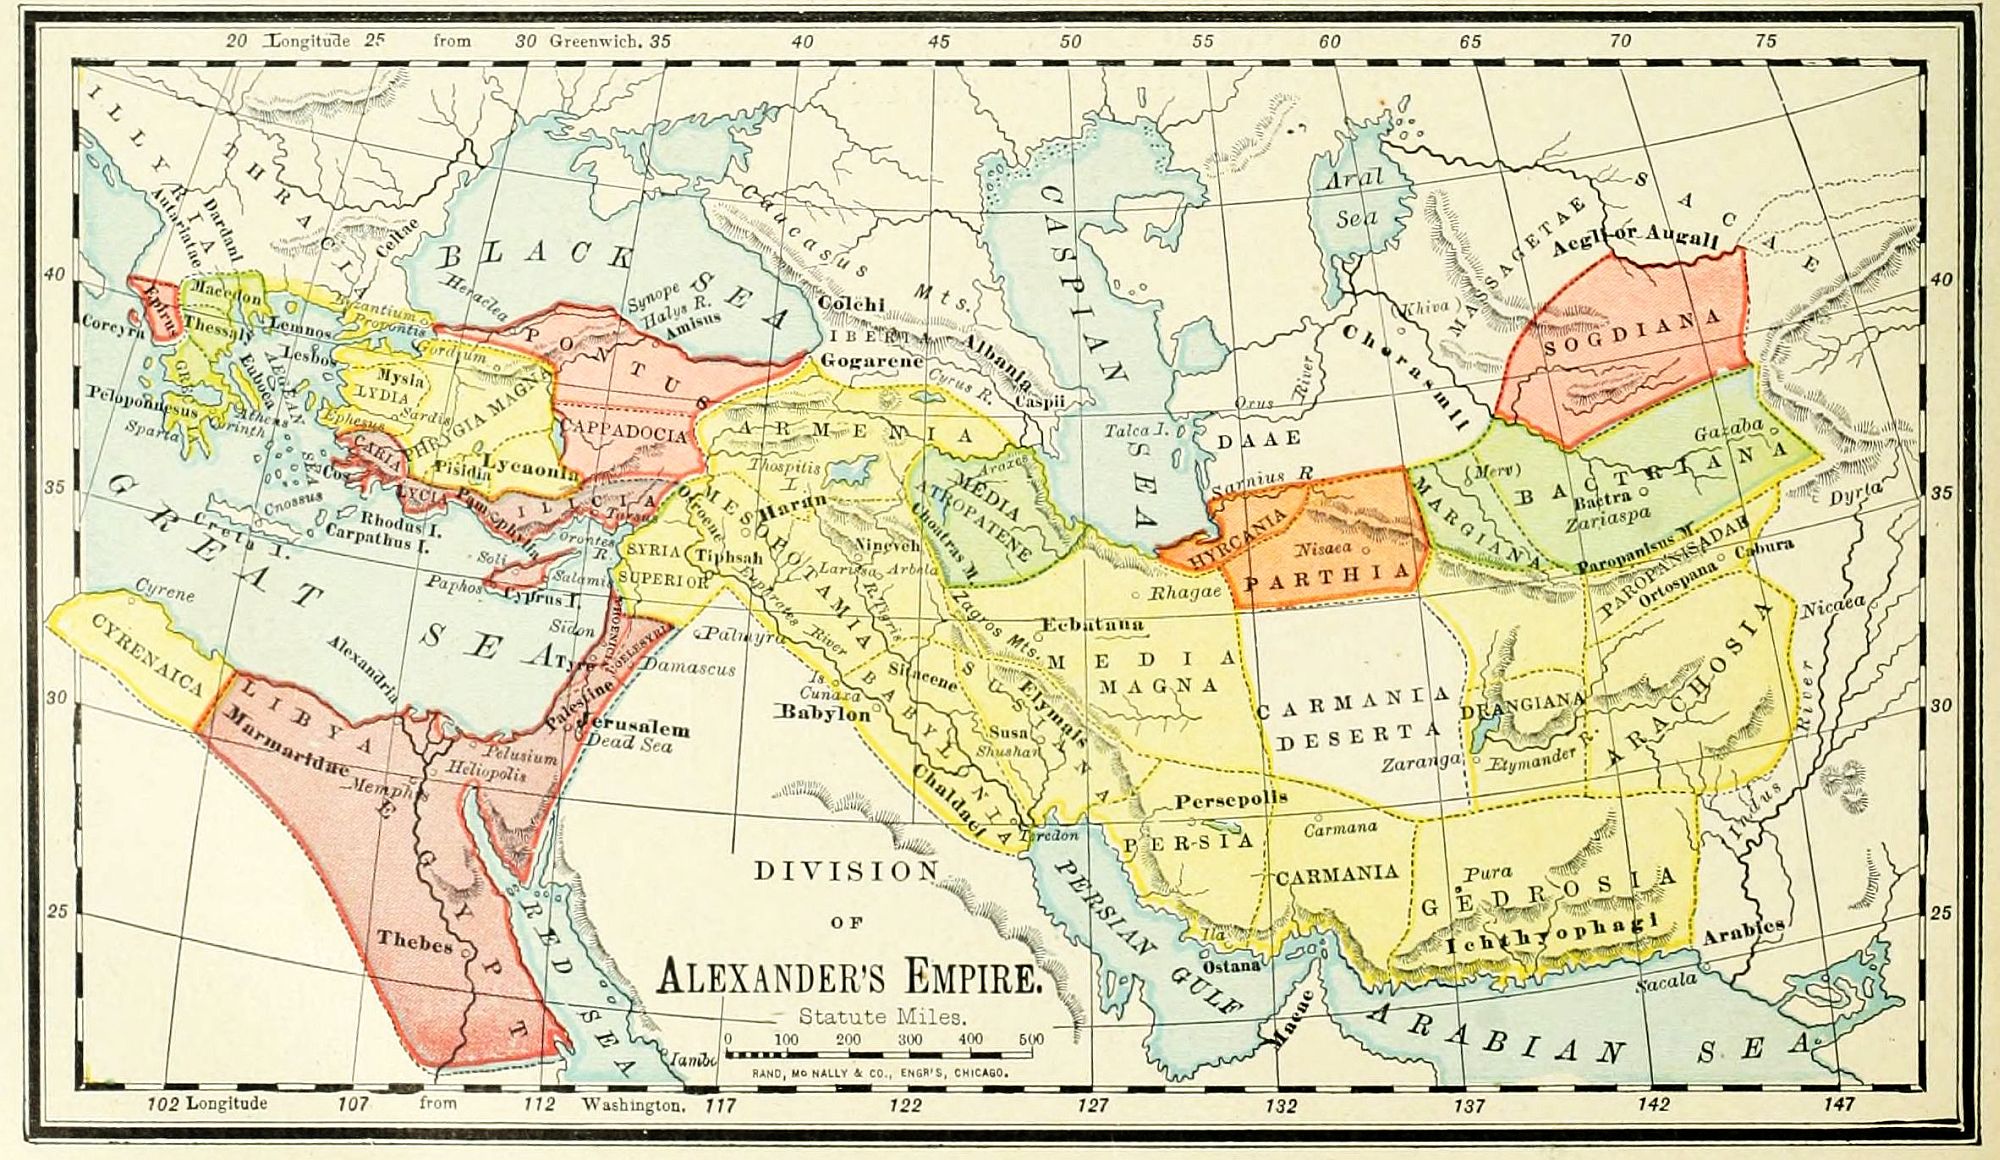 20 Longitude 25 from 30 Greenwich. 35 40 45 50 55 60 65 70 75
ILLYRIA
Autariatae
Dardani
THRACIA
Celtae
BLACK SEA
Heraclea
Synope
Halys R.
Amisus
Caucasus Mts.
Colchi
IBERI
Albania
Gogarene
Cyrus R.
Caspii
CASPIAN SEA
Talca I.
Aral
Sea
MASSAGETAE
SACAE
Aegli or Augali
Khiva
Chorasmii
Oxus River
DAAE
Sarnius R
SOGDIANA
40
40
Epirus
Macedon
Corcyra
Thessaly
Lemnos
Lesbos
Byzantium
Propontis
Gordium
GRECIA
Euboea
AEGEAN SEA
Mysia
LYDIA
Sardis
Ephesus
Peloponnesus
Athens
Corinth
Sparta
PHRYGIA MAGNA
PONTUS
CAPPADOCIA
CARIA
Cos
LYCIA
Pisidia
Lycaonia
Pamphylia
CILICIA
Tarsus
ARMENIA
Thospitis
L
Araxes
MEDIA
ATROPATENE
Choatras M.
HYRCANIA
Nisaea
PARTHIA
(Merv)
MARGIANA
BACTRIANA
Bactra
Zariaspa
Gazaba
Dyrta
35
35
GREAT SEA
Cnossus
Creta I.
Rhodus I.
Carpathus I.
Soli
Orontes
R.
Salamis
Paphos
Cyprus I.
Osroene
MESOPOTAMIA
Haran
SYRIA
SUPERIOR
Tiphsah
Nineveh
Larissa
Arbela
R. Tigris
Euphrates River
Zagros Mts.
Rhagae
Ecbatana
Paropanisus M.
PAROPANISADAE
Cabura
Ortospana
Nicaea
Cyrene
CYRENAICA
Alexandria
Sidon
Tyre
PHOENICIA
COELESYRIA
Palmyra
Damascus
Palestine
Jerusalem
Dead Sea
Is
Cunaxa
Babylon
Sittacene
BABYLONIA
Chaldaei
SUSIANA
Elymais
Susa
Shushan
MEDIA
MAGNA
CARMANIA
DESERTA
Zaranga
DRANGIANA
Etymander R.
ARACHOSIA
River
Indus
30
30
LIBYA
Marmaridae
Memphis
Pelusium
Heliopolis
EGYPT
Thebes
RED SEA
Iambo
Teredon
PERSIAN GULF
Persepolis
PERSIA
Carmana
CARMANIA
Ila
Ostana
Macae
Pura
GEDROSIA
Ichthyophagi
Arabies
Sacala
ARABIAN SEA
25
25
DIVISION
OF
ALEXANDER'S EMPIRE.
Statute Miles.
0 100 200 300 400 500
RAND, McNALLY & CO., ENGR'S, CHICAGO.
102 Longitude 107 from 112 Washington. 117 122 127 132 137 142 147